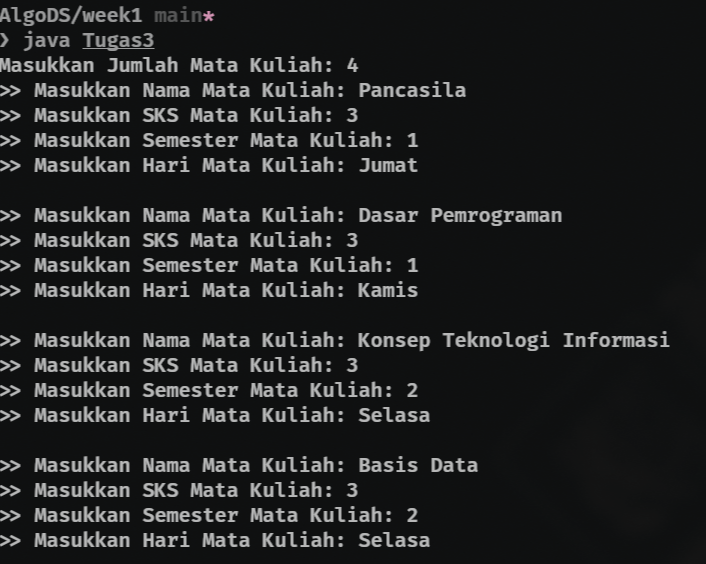 AlgoDS/week1 main*
❯ java Tugas3
Masukkan Jumlah Mata Kuliah: 4
>> Masukkan Nama Mata Kuliah: Pancasila
>> Masukkan SKS Mata Kuliah: 3
>> Masukkan Semester Mata Kuliah: 1
>> Masukkan Hari Mata Kuliah: Jumat

>> Masukkan Nama Mata Kuliah: Dasar Pemrograman
>> Masukkan SKS Mata Kuliah: 3
>> Masukkan Semester Mata Kuliah: 1
>> Masukkan Hari Mata Kuliah: Kamis

>> Masukkan Nama Mata Kuliah: Konsep Teknologi Informasi
>> Masukkan SKS Mata Kuliah: 3
>> Masukkan Semester Mata Kuliah: 2
>> Masukkan Hari Mata Kuliah: Selasa

>> Masukkan Nama Mata Kuliah: Basis Data
>> Masukkan SKS Mata Kuliah: 3
>> Masukkan Semester Mata Kuliah: 2
>> Masukkan Hari Mata Kuliah: Selasa